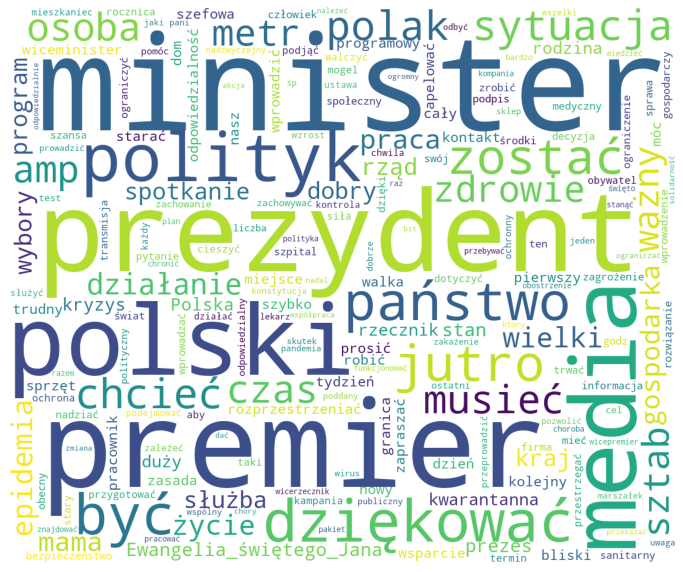 mieszkaniec rocznica jaki pani szefowa człowiek należeć wszelki wiedzieć
osoba metr polak sytuacja
wiceminister dom nadzwyczajny pomóc podjąć programowy odbyć rodzina
minister
program odpowiedzialnie ograniczyć szansa odpowiedzialność wprowadzić walczyć akcja śp mogel ustawa społeczny apelować ogromny kompania bardzo zrobić sklep medyczny sprawa gospodarczy
prowadzić starać nasz wzrost cały podpis decyzja ograniczenie móc
amp polityk praca kontakt środki zostać ważny
wybory test spotkanie dobry rząd chwila raz swój dzięki zdrowie obywatel święto stanąć wprowadzenie solidarność
prezydent
transmisja zachowanie plan każdy chronić pytanie cieszyć zachowywać liczba kontrola siła polityka szpital dobrze bit przebywać ochronny ten jeden ograniczać
służyć działanie miejsce konstytucja nadal walka dotyczyć obostrzenie pierwszy zagrożenie gospodarka
trudny kryzys Polska szybko państwo media
polski świat działać lekarz współpraca odpowiedzialny rzecznik stan wielki rozwiązanie
polityczny wprowadzać skutek pandemia prosić robić zakażenie który godz
razem funkcjonować jutro trwać
sprzęt ochrona chcieć czas tydzień poddany ostatni informacja
epidemia nadziać podejmować aby rozprzestrzeniać granica zapraszać musieć cel pozwolić sztab
premier
pracownik zależeć dać firma mieć choroba wicepremier
obecny zmiana duży taki wirus dzień przeprowadzić kraj przestrzegać
stary przygotować zasada wicerzecznik nowy kolejny
znajdować być wspólny służba kampania publiczny kwarantanna marszałek przekazać
mama życie chory pakiet dziękować prezes
bezpieczeństwo pracować Ewangelia_świętego_Jana wsparcie termin bliski sanitarny uwaga